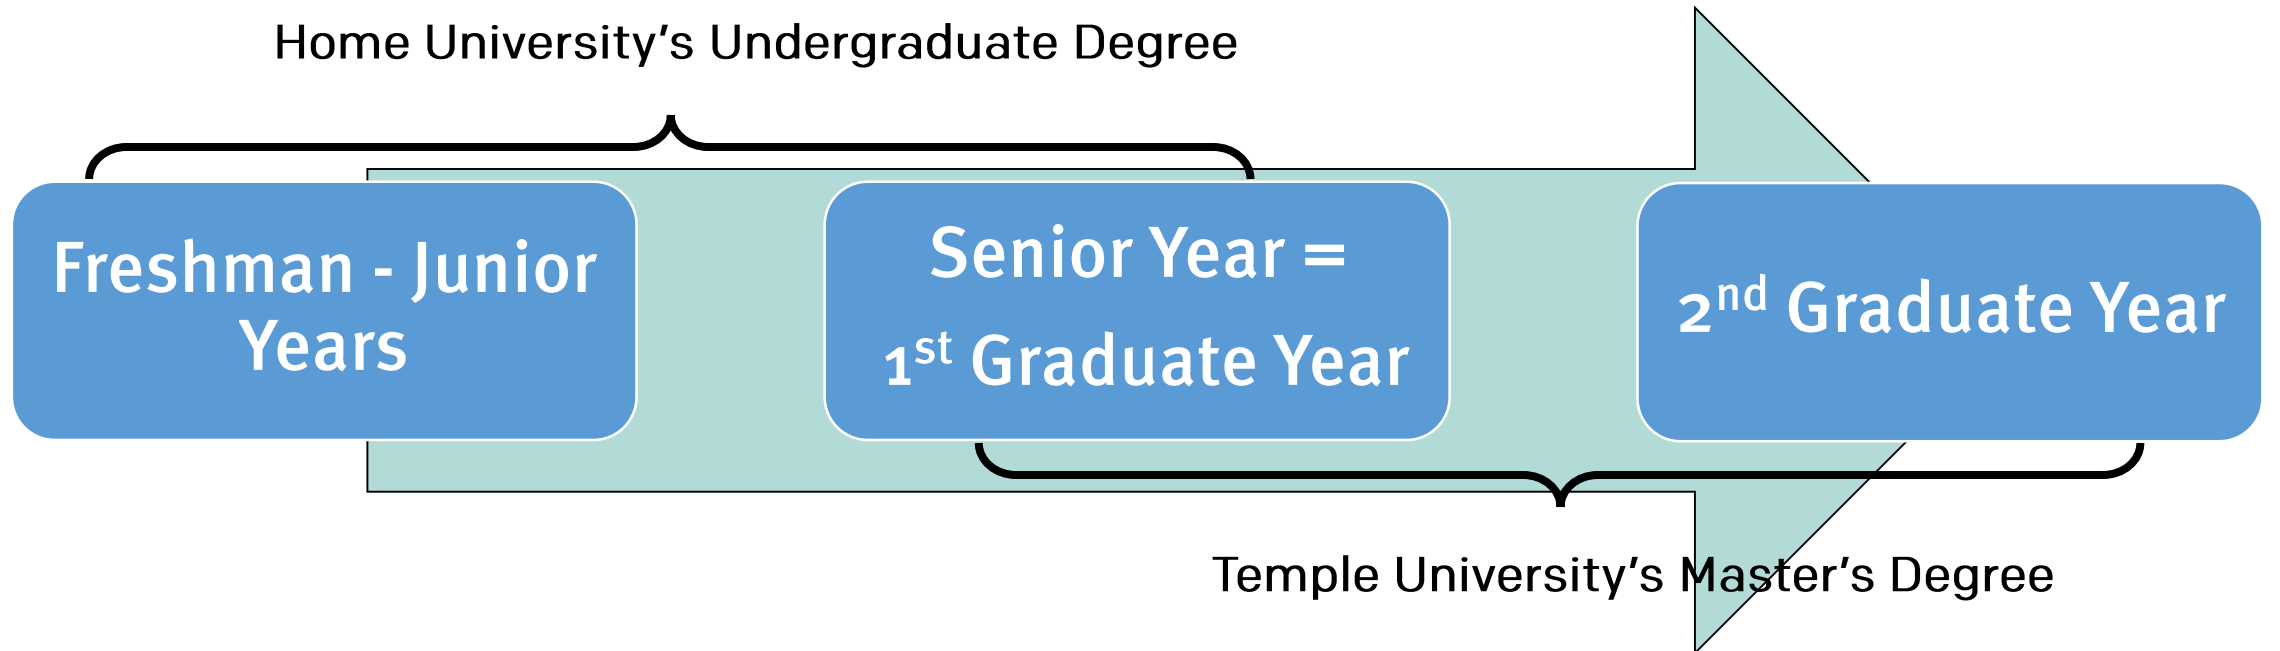 Home University’s Undergraduate Degree
Freshman - Junior
Years
Senior Year =
1st Graduate Year
2nd Graduate Year
Temple University’s Master’s Degree